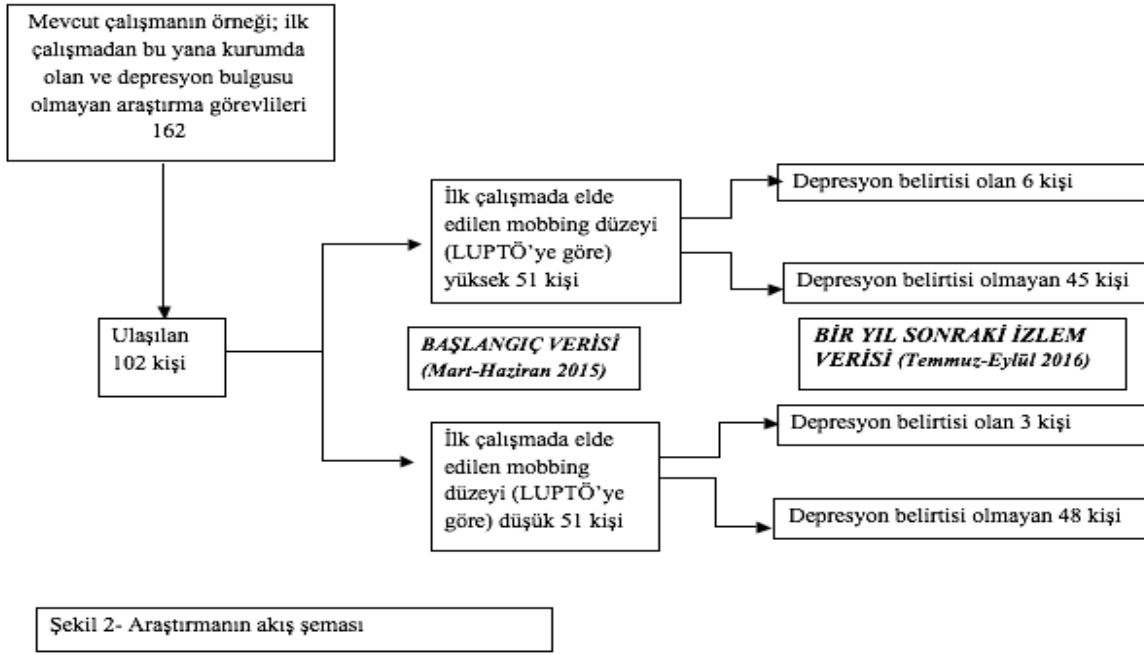 Mevcut çalışmanın örneği; ilk
çalışmadan bu yana kurumda
olan ve depresyon bulgusu
olmayan araştırma görevlileri
162
Ulaşılan
102 kişi
İlk çalışmada elde
edilen mobbing düzeyi
(LUPTÖ’ye göre)
yüksek 51 kişi
Depresyon belirtisi olan 6 kişi
Depresyon belirtisi olmayan 45 kişi
BAŞLANGIÇ VERİSİ
(Mart-Haziran 2015)
BİR YIL SONRAKİ İZLEM
VERİSİ (Temmuz-Eylül 2016)
İlk çalışmada elde
edilen mobbing
düzeyi (LUPTÖ’ye
göre) düşük 51 kişi
Depresyon belirtisi olan 3 kişi
Depresyon belirtisi olmayan 48 kişi
Şekil 2- Araştırmanın akış şeması